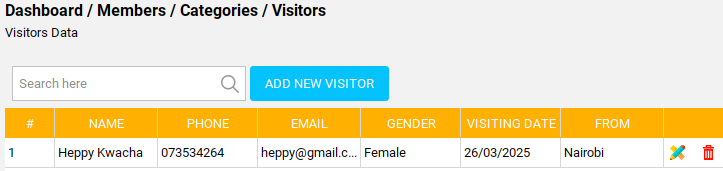 Dashboard / Members / Categories / Visitors
Visitors Data
Search here
ADD NEW VISITOR
# NAME PHONE EMAIL GENDER VISITING DATE FROM
1 Heppy Kwacha 073534264 heppy@gmail.c... Female 26/03/2025 Nairobi